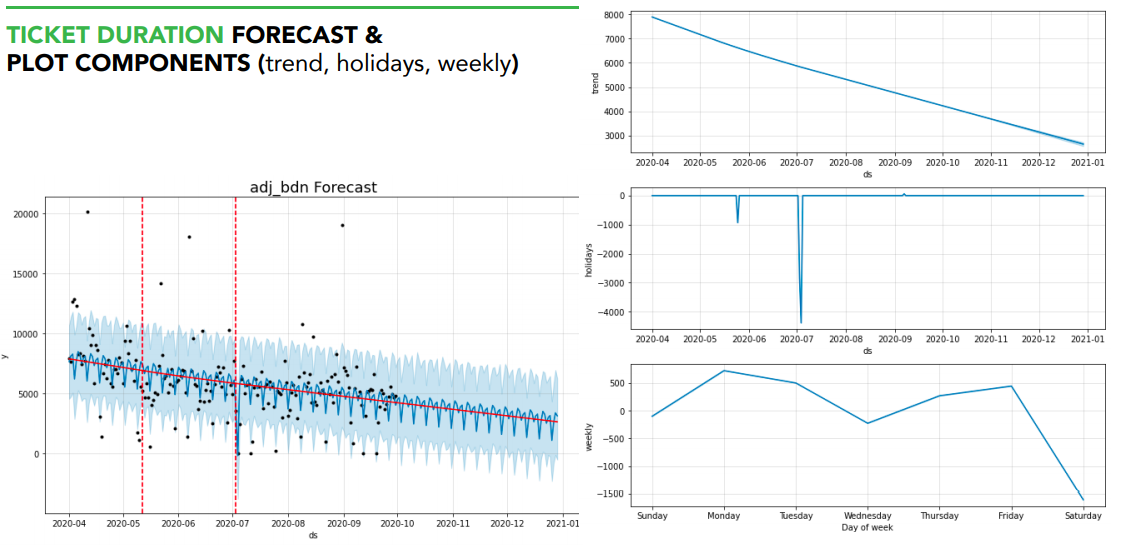 TICKET DURATION FORECAST &
PLOT COMPONENTS (trend, holidays, weekly)
adj_bdn Forecast
20000
15000
10000
5000
0
y
2020-04 2020-05 2020-06 2020-07 2020-08 2020-09 2020-10 2020-11 2020-12 2021-01
ds
8000
7000
6000
5000
4000
3000
trend
2020-04 2020-05 2020-06 2020-07 2020-08 2020-09 2020-10 2020-11 2020-12 2021-01
ds
0
−1000
−2000
−3000
−4000
holidays
2020-04 2020-05 2020-06 2020-07 2020-08 2020-09 2020-10 2020-11 2020-12 2021-01
ds
500
0
−500
−1000
−1500
weekly
Sunday Monday Tuesday Wednesday Thursday Friday Saturday
Day of week